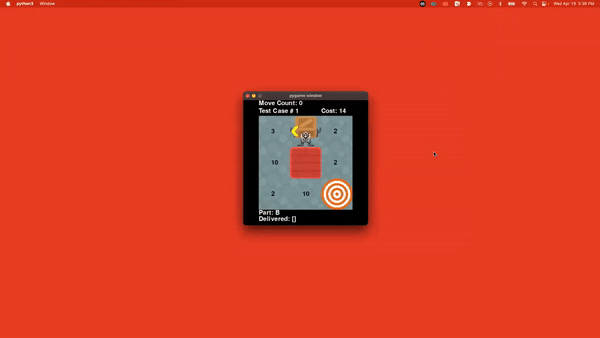 python3 Window Wed Apr 19 5:39 PM
pygame window
Move Count: 0
Test Case # 1 Cost: 14
3 2
10 2
2 10
Part: B
Delivered: []